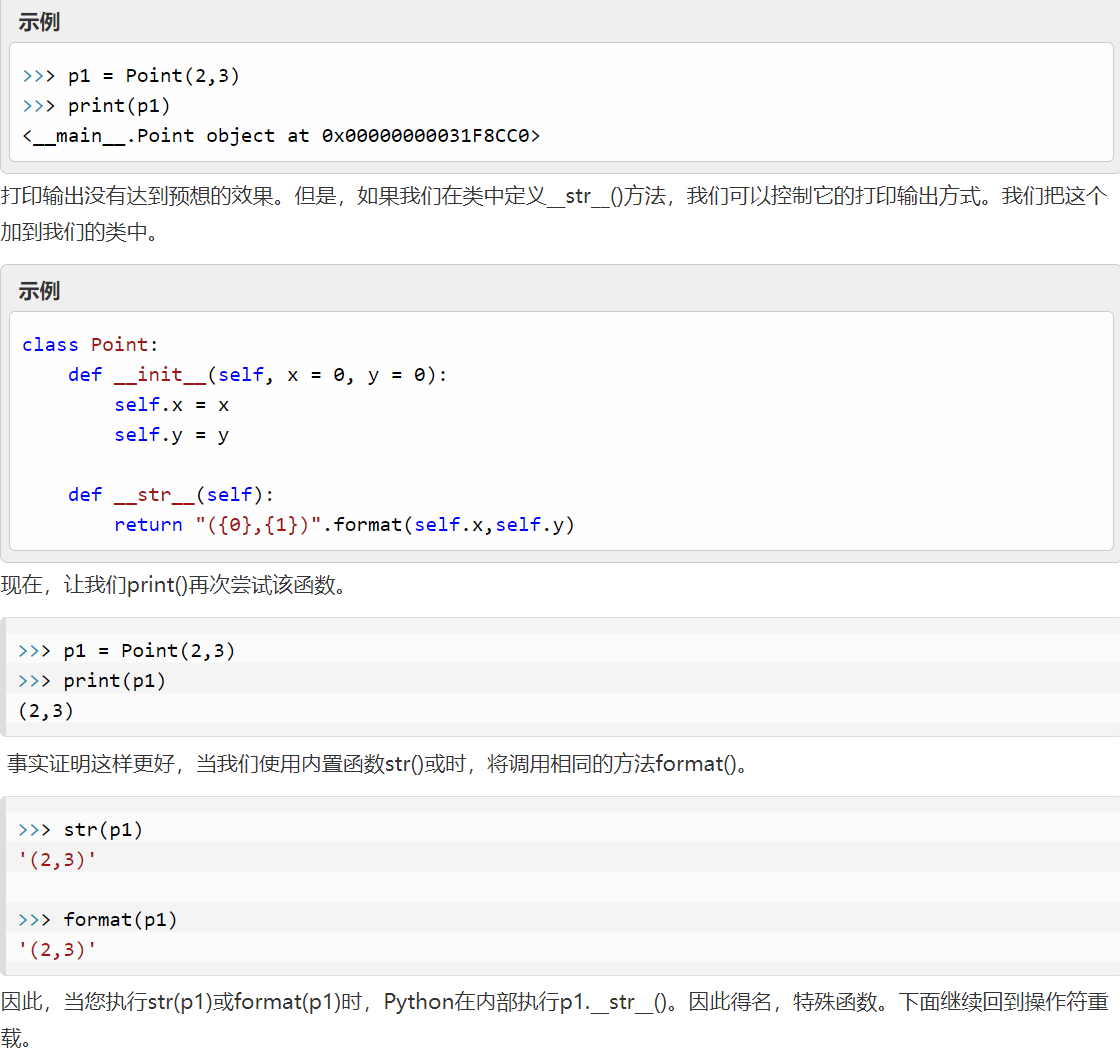 示例
>>> p1 = Point(2,3)
>>> print(p1)
<__main__.Point object at 0x00000000031F8CC0>
打印输出没有达到预想的效果。但是，如果我们在类中定义__str__()方法，我们可以控制它的打印输出方式。我们把这个
加到我们的类中。
示例
class Point:
    def __init__(self, x = 0, y = 0):
        self.x = x
        self.y = y
    def __str__(self):
        return "({0},{1})".format(self.x,self.y)
现在，让我们print()再次尝试该函数。
>>> p1 = Point(2,3)
>>> print(p1)
(2,3)
事实证明这样更好，当我们使用内置函数str()或时，将调用相同的方法format()。
>>> str(p1)
'(2,3)'
>>> format(p1)
'(2,3)'
因此，当您执行str(p1)或format(p1)时，Python在内部执行p1.__str__()。因此得名，特殊函数。下面继续回到操作符重
载。